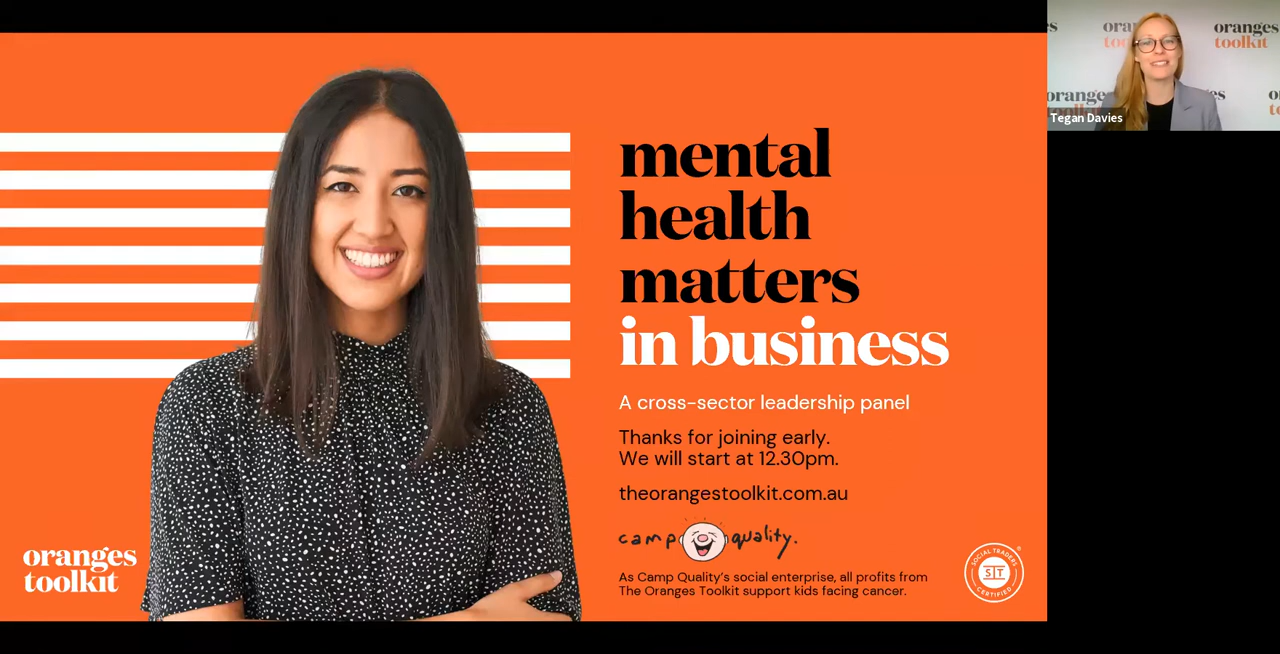 mental
health
matters
in business
A cross-sector leadership panel
Thanks for joining early.
We will start at 12.30pm.
theorangestoolkit.com.au
camp quality.
As Camp Quality's social enterprise, all profits from
The Oranges Toolkit support kids facing cancer.
oranges
toolkit
SOCIAL TRADERS
ST
CERTIFIED
®
oranges
toolkit
Tegan Davies